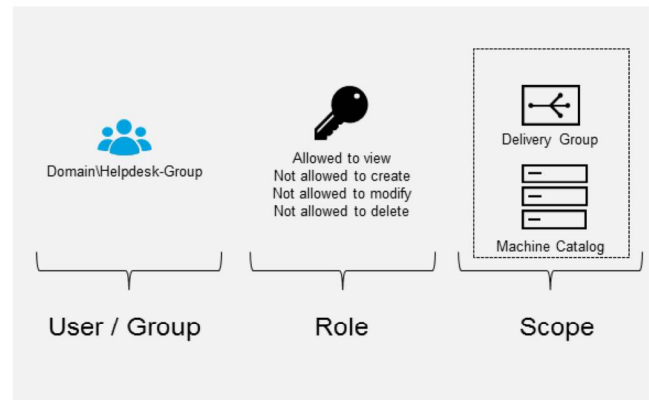 Domain\Helpdesk-Group
Allowed to view
Not allowed to create
Not allowed to modify
Not allowed to delete
Delivery Group
Machine Catalog
User / Group
Role
Scope